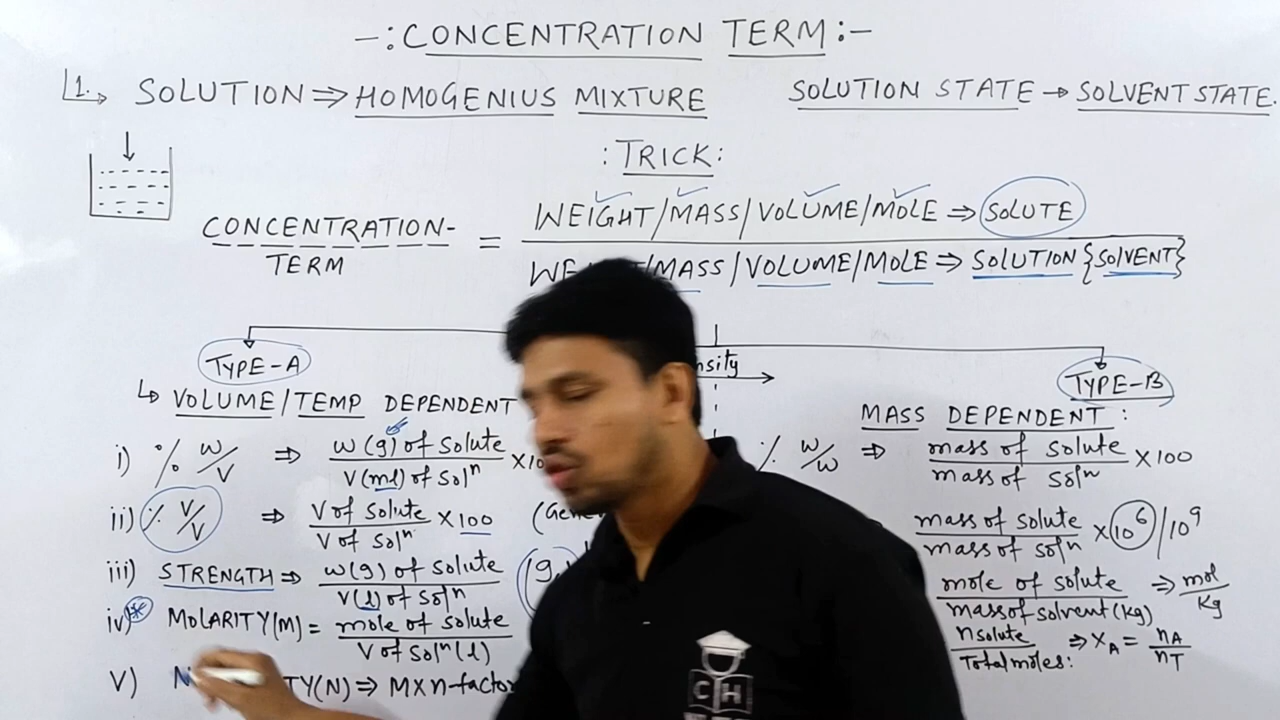 -:CONCENTRATION TERM:-
1. SOLUTION ⇒ HOMOGENIUS MIXTURE
SOLUTION STATE → SOLVENT STATE.
:TRICK:
CONCENTRATION-TERM = WEIGHT/MASS/VOLUME/MOLE ⇒ SOLUTE
MASS/VOLUME/MOLE ⇒ SOLUTION {SOLVENT}
TYPE-A
↳ VOLUME/TEMP DEPENDENT
i) % W/V ⇒ w(g) of solute / V(ml) of solⁿ
ii) % V/V ⇒ V of solute / V of solⁿ × 100
iii) STRENGTH ⇒ w(g) of solute / V(l) of solⁿ
iv)* MOLARITY(M) = mole of solute / V of solⁿ(l)
v) TY(N) ⇒ M×n-factor
TYPE-B
MASS DEPENDENT:
% W/W ⇒ mass of solute / mass solⁿ × 100
mass of solute / mass of solⁿ × 10⁶/10⁹
mole of solute / mass of solvent (kg) ⇒ mol/kg
n solute / Total moles: ⇒ X_A = n_A/n_T
CH